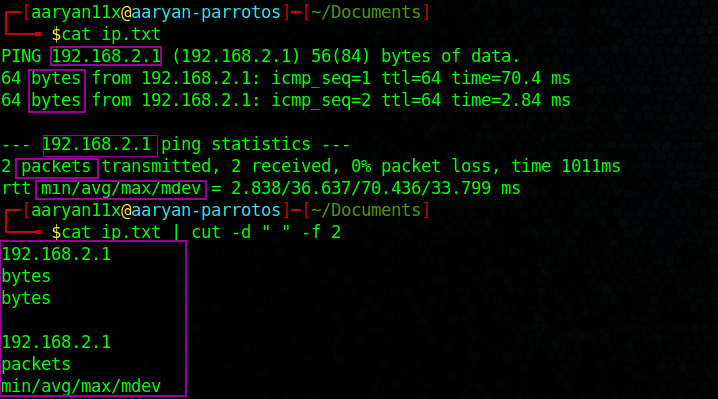 ┌─[aaryan11x@aaryan-parrotos]─[~/Documents]
└──╼ $cat ip.txt
PING 192.168.2.1 (192.168.2.1) 56(84) bytes of data.
64 bytes from 192.168.2.1: icmp_seq=1 ttl=64 time=70.4 ms
64 bytes from 192.168.2.1: icmp_seq=2 ttl=64 time=2.84 ms

--- 192.168.2.1 ping statistics ---
2 packets transmitted, 2 received, 0% packet loss, time 1011ms
rtt min/avg/max/mdev = 2.838/36.637/70.436/33.799 ms
┌─[aaryan11x@aaryan-parrotos]─[~/Documents]
└──╼ $cat ip.txt | cut -d " " -f 2
192.168.2.1
bytes
bytes

192.168.2.1
packets
min/avg/max/mdev